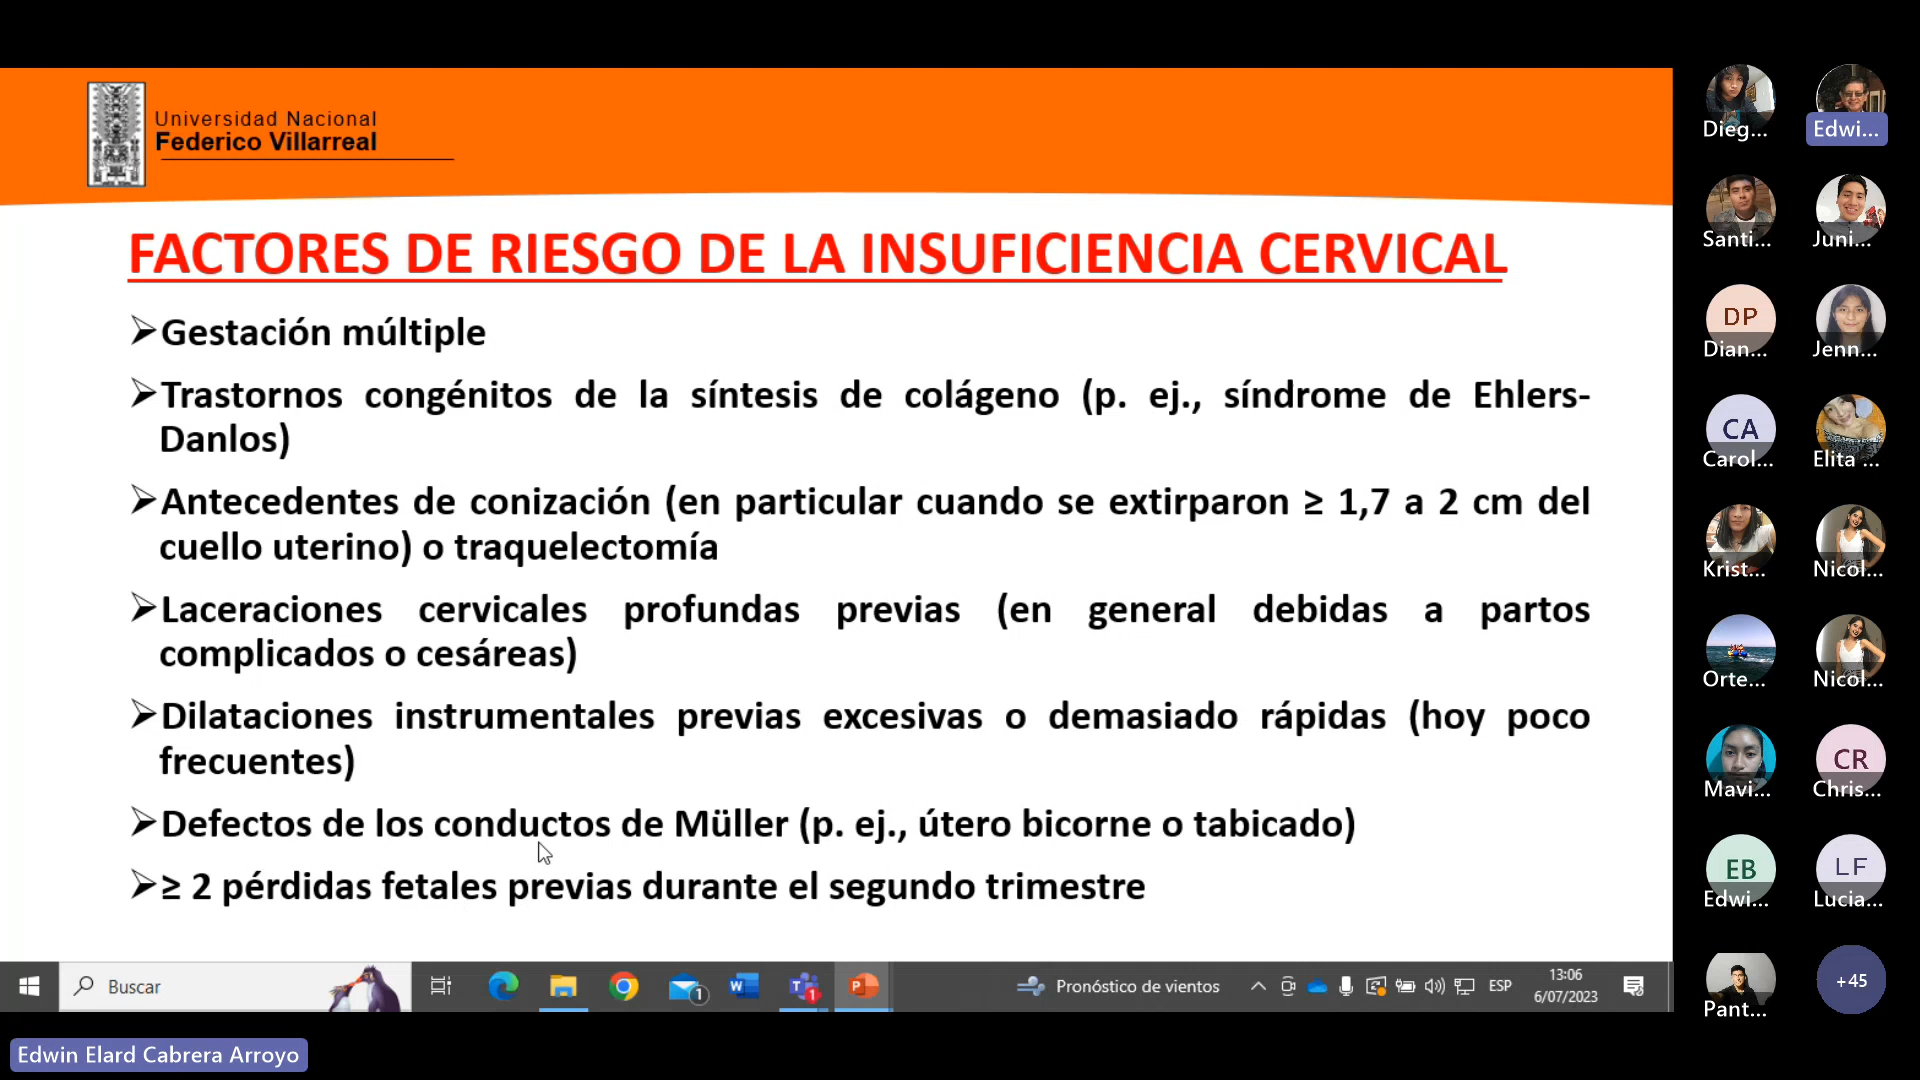 Universidad Nacional
Federico Villarreal
FACTORES DE RIESGO DE LA INSUFICIENCIA CERVICAL
➢Gestación múltiple
➢Trastornos congénitos de la síntesis de colágeno (p. ej., síndrome de Ehlers-
Danlos)
➢Antecedentes de conización (en particular cuando se extirparon ≥ 1,7 a 2 cm del
cuello uterino) o traquelectomía
➢Laceraciones cervicales profundas previas (en general debidas a partos
complicados o cesáreas)
➢Dilataciones instrumentales previas excesivas o demasiado rápidas (hoy poco
frecuentes)
➢Defectos de los conductos de Müller (p. ej., útero bicorne o tabicado)
➢≥ 2 pérdidas fetales previas durante el segundo trimestre
Buscar
1
1
Pronóstico de vientos
ESP
13:06
6/07/2023
Edwin Elard Cabrera Arroyo
Dieg...
Edwi...
Santi...
Juni...
DP
Dian...
Jenn...
CA
Carol...
Elita ...
Krist...
Nicol...
Orte...
Nicol...
Mavi...
CR
Chris...
EB
Edwi...
LF
Lucia...
Pant...
+45